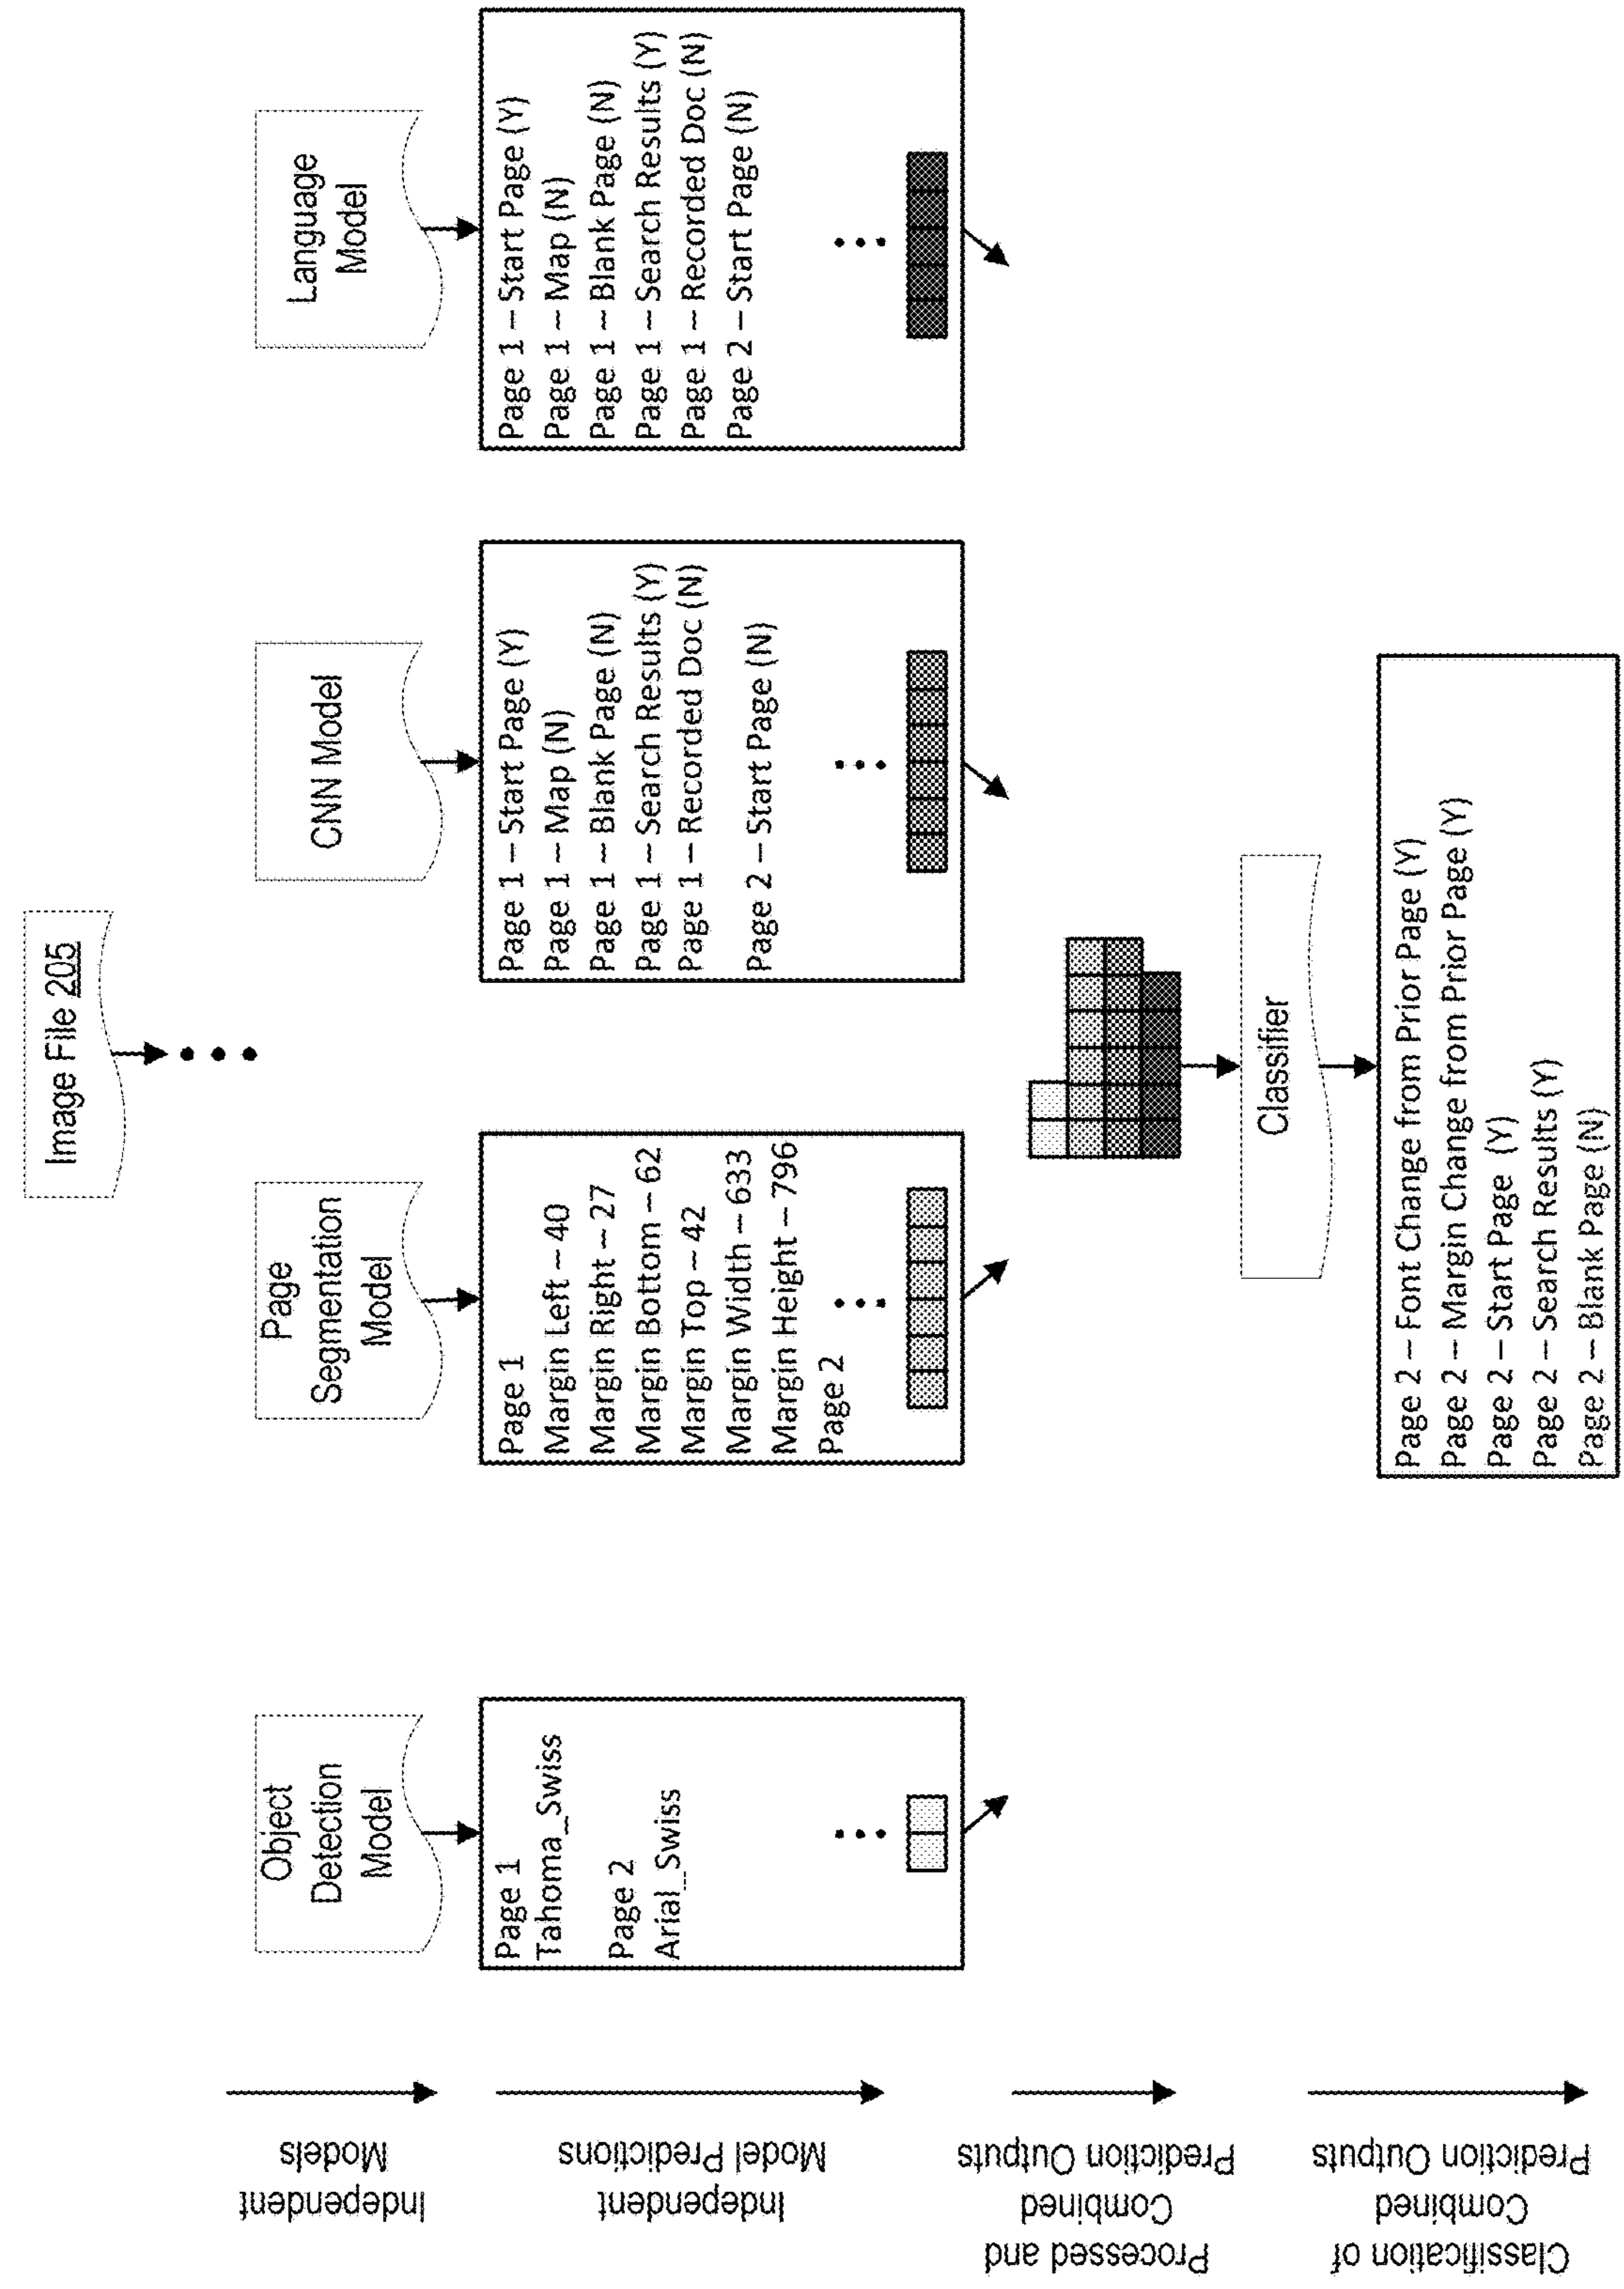 Image File 205
Object
Detection
Model
Page
Segmentation
Model
CNN Model
Language
Model
Page 1
Tahoma_Swiss
Page 2
Arial_Swiss
Page 1
Margin Left – 40
Margin Right – 27
Margin Bottom – 62
Margin Top – 42
Margin Width – 633
Margin Height – 796
Page 2
Page 1 – Start Page (Y)
Page 1 – Map (N)
Page 1 – Blank Page (N)
Page 1 – Search Results (Y)
Page 1 – Recorded Doc (N)
Page 2 – Start Page (N)
Page 1 – Start Page (Y)
Page 1 – Map (N)
Page 1 – Blank Page (N)
Page 1 – Search Results (Y)
Page 1 – Recorded Doc (N)
Page 2 – Start Page (N)
Classifier
Page 2 – Font Change from Prior Page (Y)
Page 2 – Margin Change from Prior Page (Y)
Page 2 – Start Page (Y)
Page 2 – Search Results (Y)
Page 2 – Blank Page (N)
Independent
Models
Independent
Model Predictions
Processed and
Combined
Prediction Outputs
Classification of
Combined
Prediction Outputs